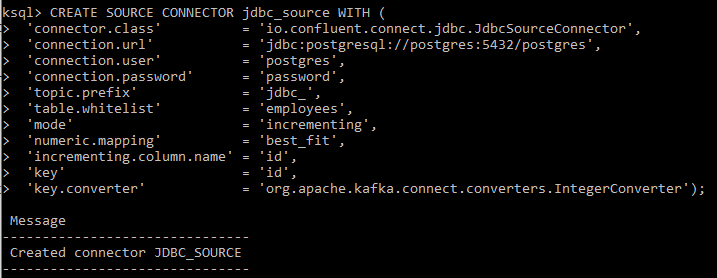 ksql> CREATE SOURCE CONNECTOR jdbc_source WITH (
>  'connector.class'          = 'io.confluent.connect.jdbc.JdbcSourceConnector',
>  'connection.url'           = 'jdbc:postgresql://postgres:5432/postgres',
>  'connection.user'          = 'postgres',
>  'connection.password'      = 'password',
>  'topic.prefix'             = 'jdbc_',
>  'table.whitelist'          = 'employees',
>  'mode'                     = 'incrementing',
>  'numeric.mapping'          = 'best_fit',
>  'incrementing.column.name' = 'id',
>  'key'                      = 'id',
>  'key.converter'            = 'org.apache.kafka.connect.converters.IntegerConverter');
 Message
--------------------------------
 Created connector JDBC_SOURCE
--------------------------------